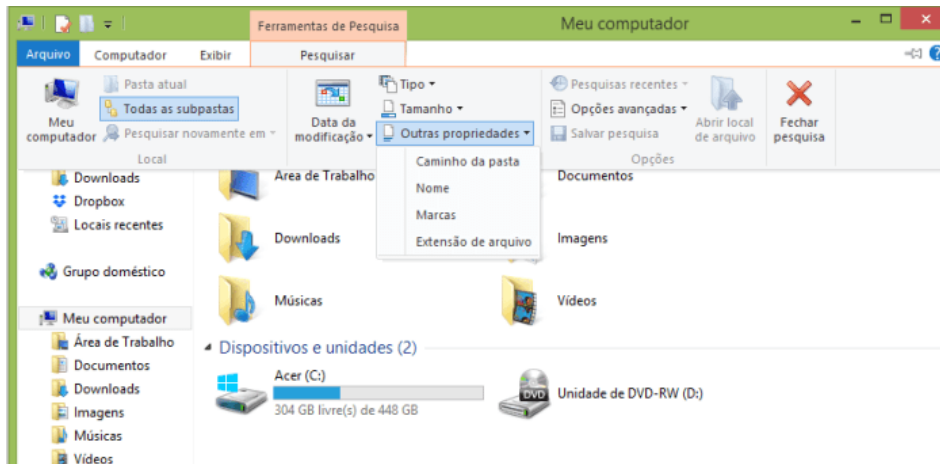 Ferramentas de Pesquisa
Meu computador
Arquivo
Computador
Exibir
Pesquisar
Meu computador
Pasta atual
Todas as subpastas
Pesquisar novamente em
Local
Data da modificação
Tipo
Tamanho
Outras propriedades
Caminho da pasta
Nome
Marcas
Extensão de arquivo
Pesquisas recentes
Opções avançadas
Salvar pesquisa
Abrir local de arquivo
Opções
Fechar pesquisa
Downloads
Dropbox
Locais recentes
Grupo doméstico
Meu computador
Área de Trabalho
Documentos
Downloads
Imagens
Músicas
Vídeos
Área de Trabalho
Documentos
Downloads
Imagens
Músicas
Vídeos
Dispositivos e unidades (2)
Acer (C:)
304 GB livre(s) de 448 GB
DVD
Unidade de DVD-RW (D:)